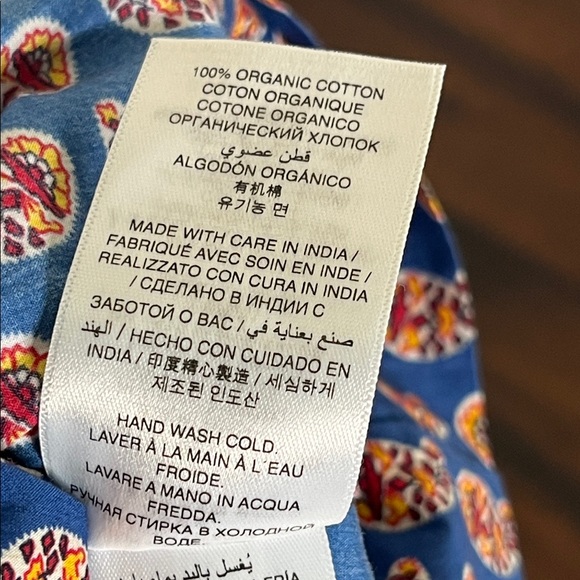 100% ORGANIC COTTON
COTON ORGANIQUE
COTONE ORGANICO
ОРГАНИЧЕСКИЙ ХЛОПОК
قطن عضوي
ALGODÓN ORGÁNICO
有机棉
유기농 면
MADE WITH CARE IN INDIA /
FABRIQUÉ AVEC SOIN EN INDE /
REALIZZATO CON CURA IN INDIA
/ СДЕЛАНО В ИНДИИ С
ЗАБОТОЙ О ВАС / صنع بعناية في
الهند / HECHO CON CUIDADO EN
INDIA / 印度精心製造 / 세심하게
제조된 인도산
HAND WASH COLD.
LAVER À LA MAIN À L'EAU
FROIDE.
LAVARE A MANO IN ACQUA
FREDDA.
РУЧНАЯ СТИРКА В ХОЛОДНОЙ
ВОДЕ.
يُغسل باليد